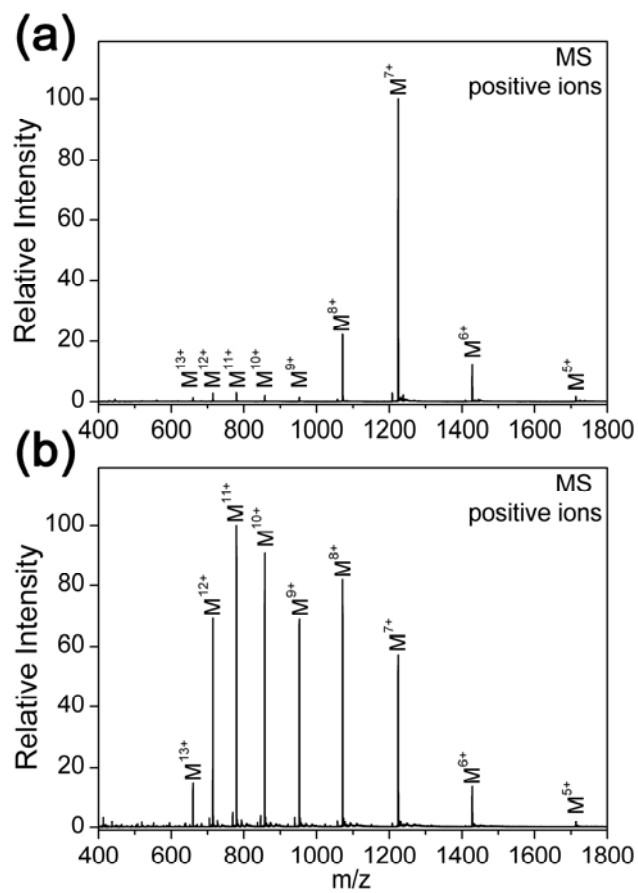 (a)
MS
positive ions
Relative Intensity
100
80
60
40
20
0
M13+
M12+
M11+
M10+
M9+
M8+
M7+
M6+
M5+
400 600 800 1000 1200 1400 1600 1800
(b)
MS
positive ions
Relative Intensity
100
80
60
40
20
0
M13+
M12+
M11+
M10+
M9+
M8+
M7+
M6+
M5+
400 600 800 1000 1200 1400 1600 1800
m/z